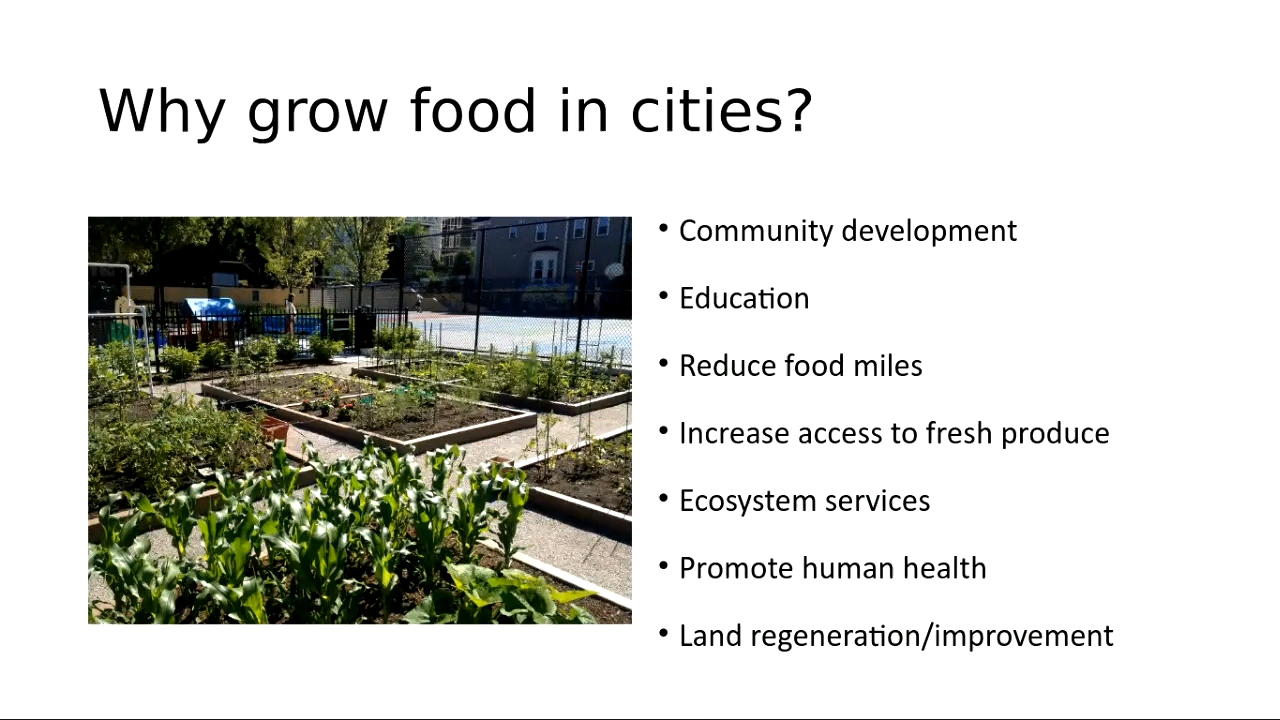 Why grow food in cities?
• Community development
• Education
• Reduce food miles
• Increase access to fresh produce
• Ecosystem services
• Promote human health
• Land regeneration/improvement